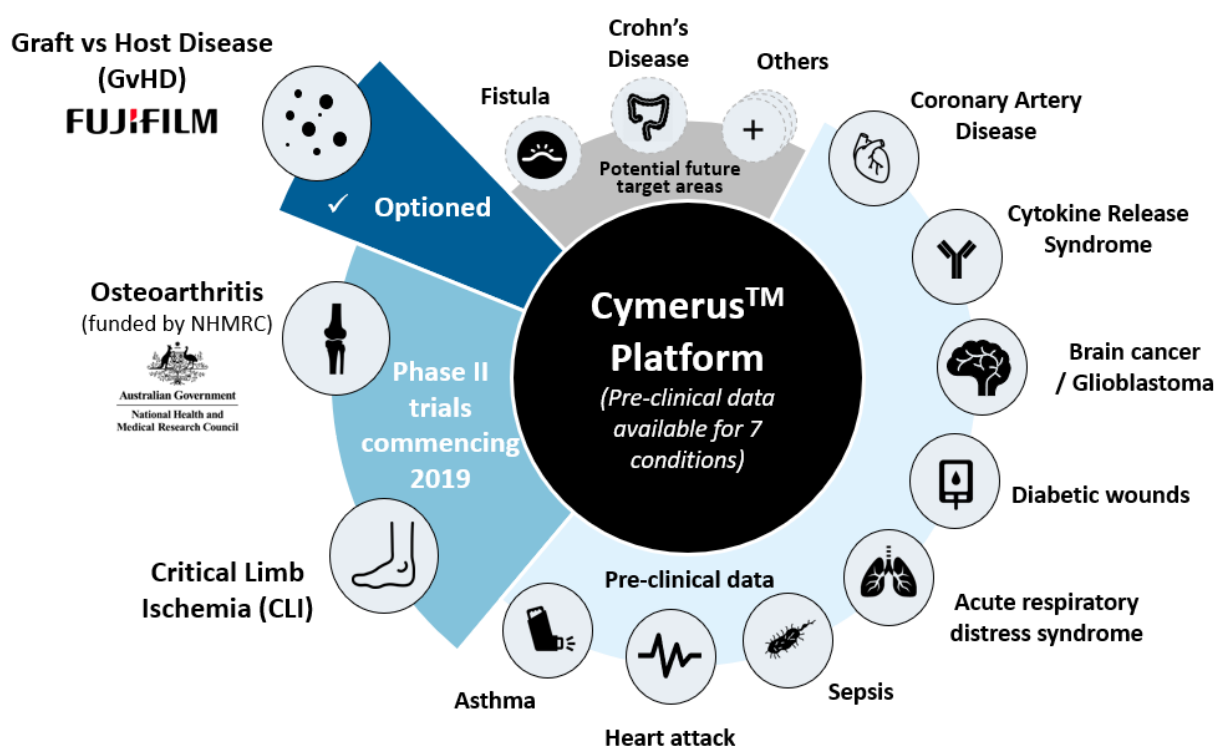 Graft vs Host Disease
(GvHD)
FUJIFILM
✓ Optioned
Fistula
Crohn's
Disease
Others
+
Potential future
target areas
Coronary Artery
Disease
Cytokine Release
Syndrome
Brain cancer
/ Glioblastoma
Diabetic wounds
Acute respiratory
distress syndrome
Sepsis
Heart attack
Asthma
Pre-clinical data
Cymerus™
Platform
(Pre-clinical data
available for 7
conditions)
Osteoarthritis
(funded by NHMRC)
Australian Government
National Health and
Medical Research Council
Phase II
trials
commencing
2019
Critical Limb
Ischemia (CLI)